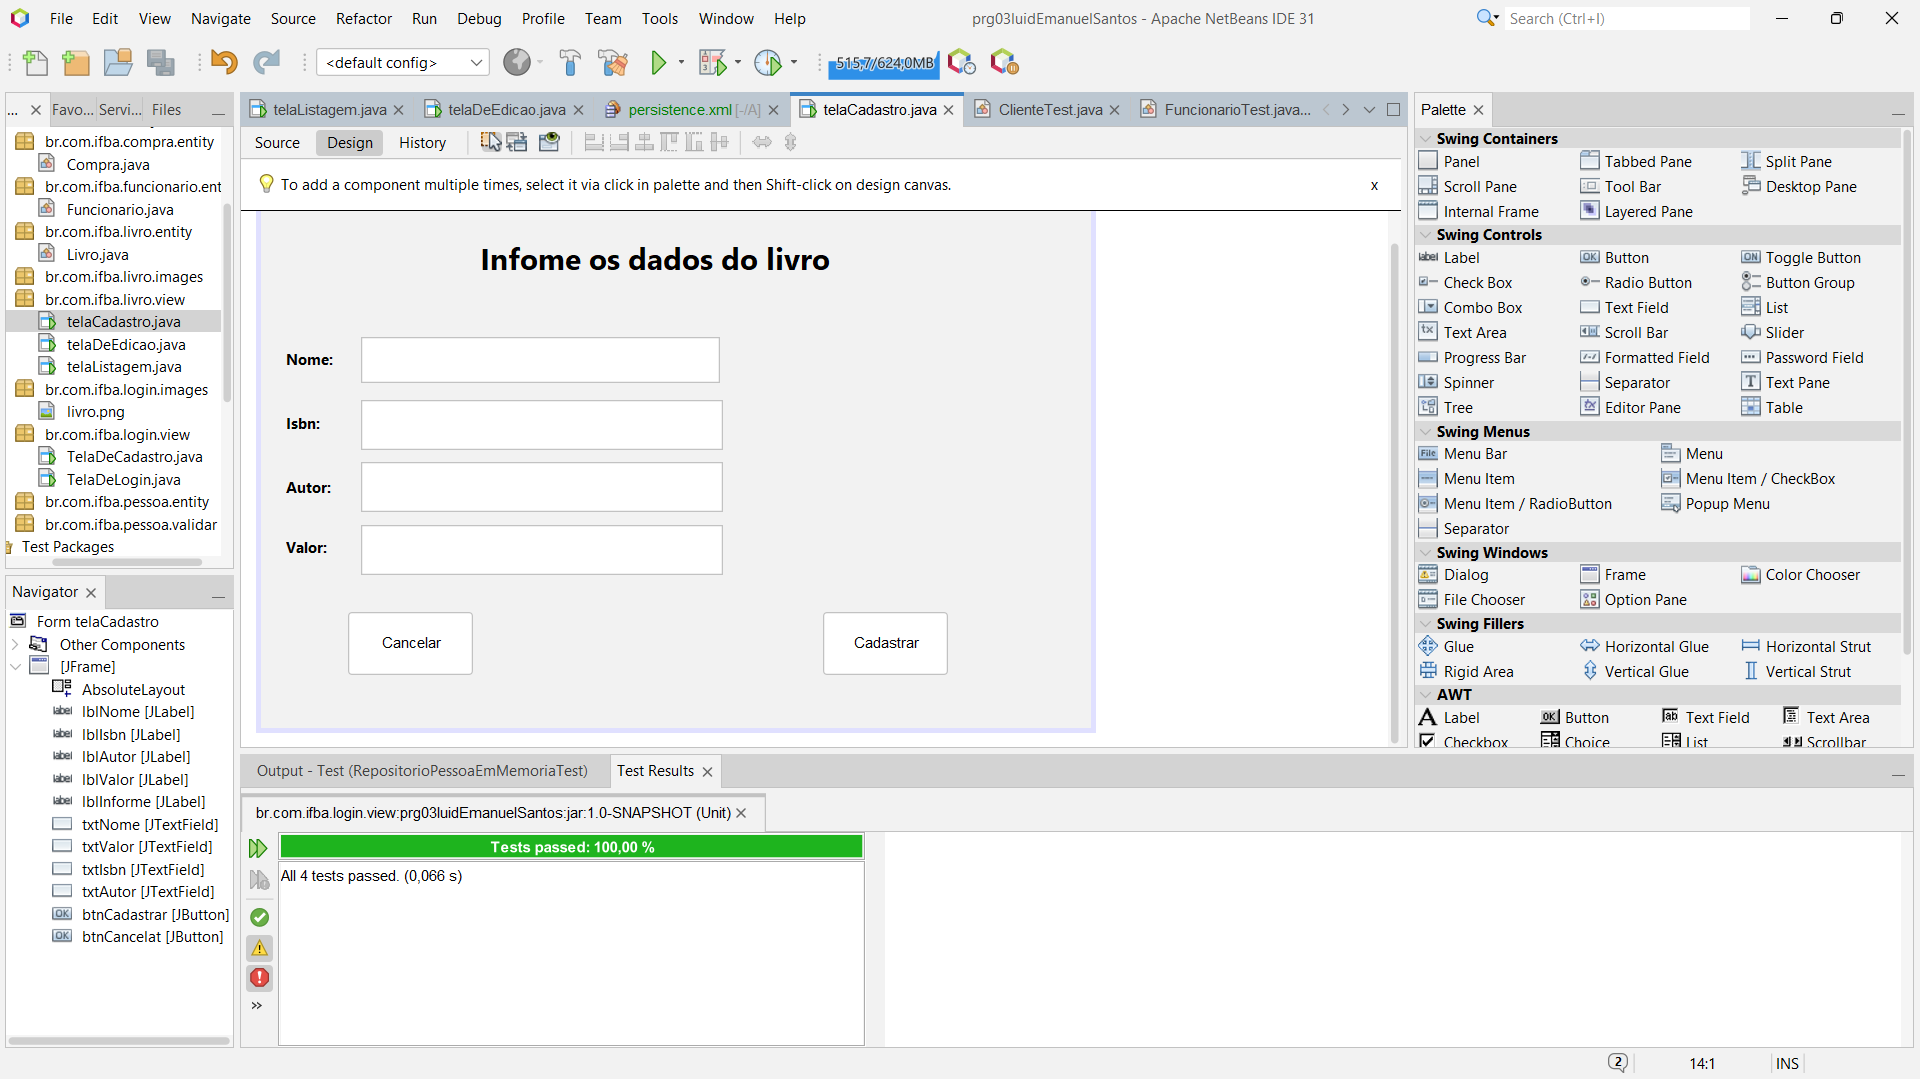 File Edit View Navigate Source Refactor Run Debug Profile Team Tools Window Help
prg03luidEmanuelSantos - Apache NetBeans IDE 31
Search (Ctrl+I)
<default config>
515,7/624,0MB
... Favo... Servi... Files
br.com.ifba.compra.entity
Compra.java
br.com.ifba.funcionario.ent
Funcionario.java
br.com.ifba.livro.entity
Livro.java
br.com.ifba.livro.images
br.com.ifba.livro.view
telaCadastro.java
telaDeEdicao.java
telaListagem.java
br.com.ifba.login.images
livro.png
br.com.ifba.login.view
TelaDeCadastro.java
TelaDeLogin.java
br.com.ifba.pessoa.entity
br.com.ifba.pessoa.validar
Test Packages
Navigator
Form telaCadastro
Other Components
[JFrame]
AbsoluteLayout
lblNome [JLabel]
lblIsbn [JLabel]
lblAutor [JLabel]
lblValor [JLabel]
lblInforme [JLabel]
txtNome [JTextField]
txtValor [JTextField]
txtIsbn [JTextField]
txtAutor [JTextField]
btnCadastrar [JButton]
btnCancelat [JButton]
telaListagem.java telaDeEdicao.java persistence.xml [-/A] telaCadastro.java ClienteTest.java FuncionarioTest.java...
Source Design History
To add a component multiple times, select it via click in palette and then Shift-click on design canvas. x
Infome os dados do livro
Nome:
Isbn:
Autor:
Valor:
Cancelar Cadastrar
Output - Test (RepositorioPessoaEmMemoriaTest) Test Results
br.com.ifba.login.view:prg03luidEmanuelSantos:jar:1.0-SNAPSHOT (Unit)
Tests passed: 100,00 %
All 4 tests passed. (0,066 s)
Palette
Swing Containers
Panel Tabbed Pane Split Pane
Scroll Pane Tool Bar Desktop Pane
Internal Frame Layered Pane
Swing Controls
Label Button Toggle Button
Check Box Radio Button Button Group
Combo Box Text Field List
Text Area Scroll Bar Slider
Progress Bar Formatted Field Password Field
Spinner Separator Text Pane
Tree Editor Pane Table
Swing Menus
Menu Bar Menu
Menu Item Menu Item / CheckBox
Menu Item / RadioButton Popup Menu
Separator
Swing Windows
Dialog Frame Color Chooser
File Chooser Option Pane
Swing Fillers
Glue Horizontal Glue Horizontal Strut
Rigid Area Vertical Glue Vertical Strut
AWT
Label Button Text Field Text Area
Checkbox Choice List Scrollbar
2 14:1 INS